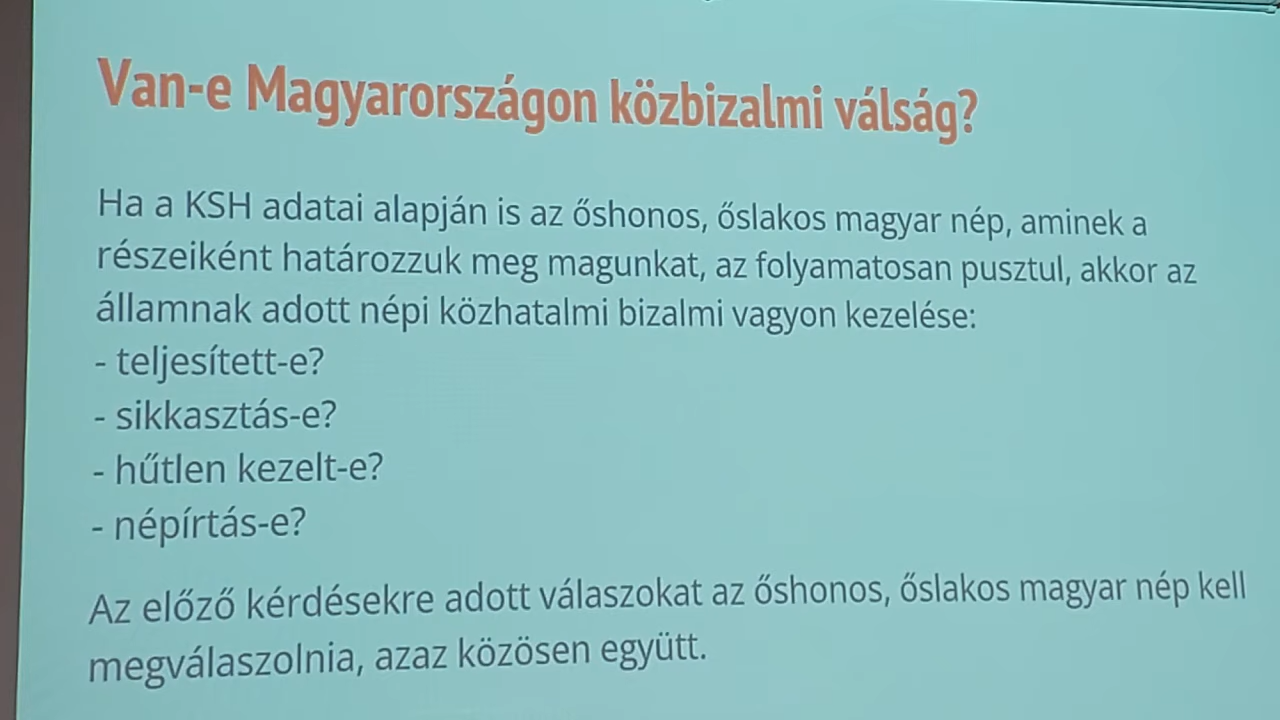 Van-e Magyarországon közbizalmi válság?
Ha a KSH adatai alapján is az őshonos, őslakos magyar nép, aminek a
részeiként határozzuk meg magunkat, az folyamatosan pusztul, akkor az
államnak adott népi közhatalmi bizalmi vagyon kezelése:
- teljesített-e?
- sikkasztás-e?
- hűtlen kezelt-e?
- népírtás-e?
Az előző kérdésekre adott válaszokat az őshonos, őslakos magyar nép kell
megválaszolnia, azaz közösen együtt.